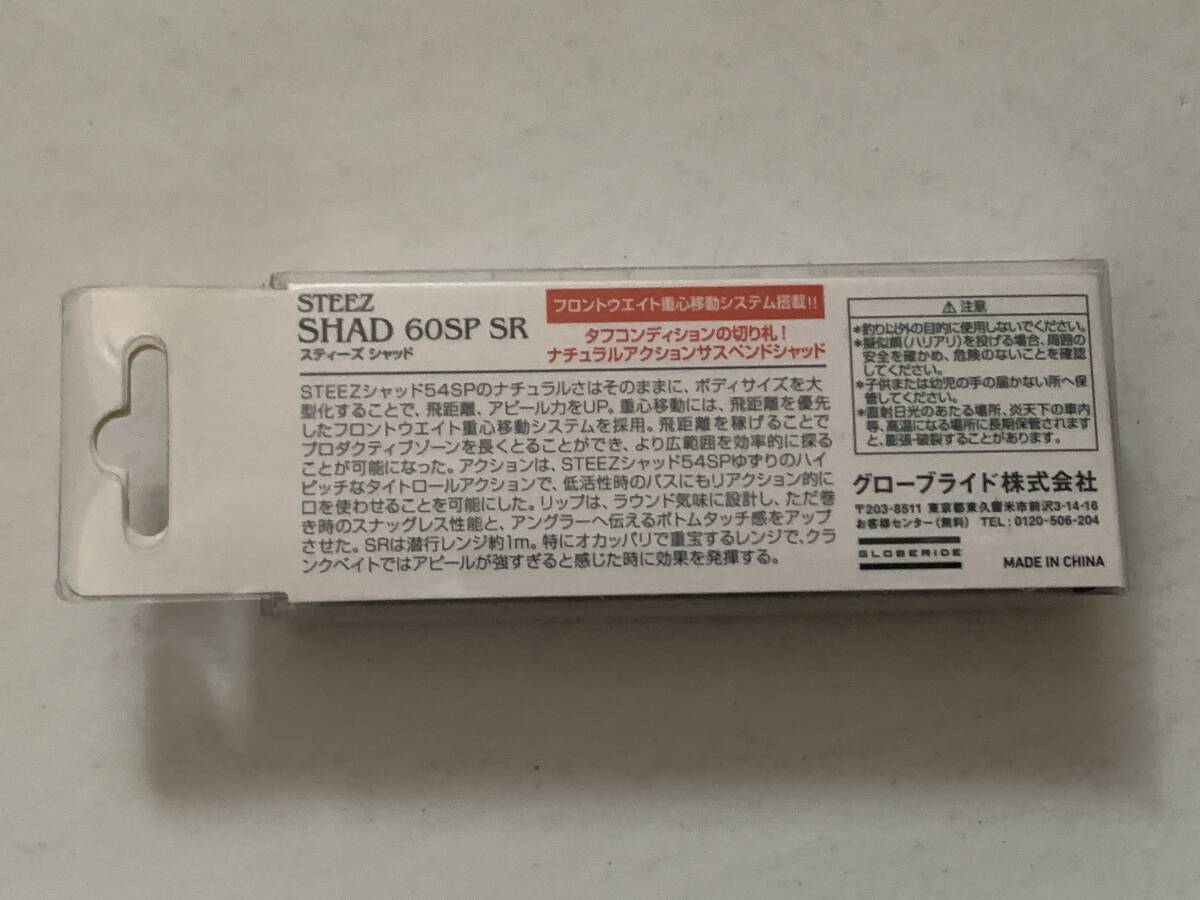 STEEZ
SHAD 60SP SR
スティーズ シャッド
フロントウエイト重心移動システム搭載!!
タフコンディションの切り札!
ナチュラルアクションサスペンドシャッド
STEEZシャッド54SPのナチュラルさはそのままに、ボディサイズを大
型化することで、飛距離、アピール力をUP。重心移動には、飛距離を優先
したフロントウエイト重心移動システムを採用。飛距離を稼げることで
プロダクティブゾーンを長くとることができ、より広範囲を効率的に探る
ことが可能になった。アクションは、STEEZシャッド54SPゆずりのハイ
ピッチなタイトロールアクションで、低活性時のバスにもリアクション的に
口を使わせることを可能にした。リップは、ラウンド気味に設計し、ただ巻
き時のスナッグレス性能と、アングラーへ伝えるボトムタッチ感をアップ
させた。SRは潜行レンジ約1m。特にオカッパリで重宝するレンジで、クラ
ンクベイトではアピールが強すぎると感じた時に効果を発揮する。
⚠ 注意
*釣り以外の目的に使用しないでください。
*擬似餌(ハリアリ)を投げる場合、周囲の
安全を確かめ、危険のないことを確認
してください。
*子供または幼児の手の届かない所へ保
管してください。
*直射日光のあたる場所、炎天下の車内
等、高温になる場所に長期保管されます
と、膨張・破裂することがあります。
グローブライド株式会社
〒203-8511 東京都東久留米市前沢3-14-16
お客様センター(無料) TEL:0120-506-204
GLOBERIDE
MADE IN CHINA